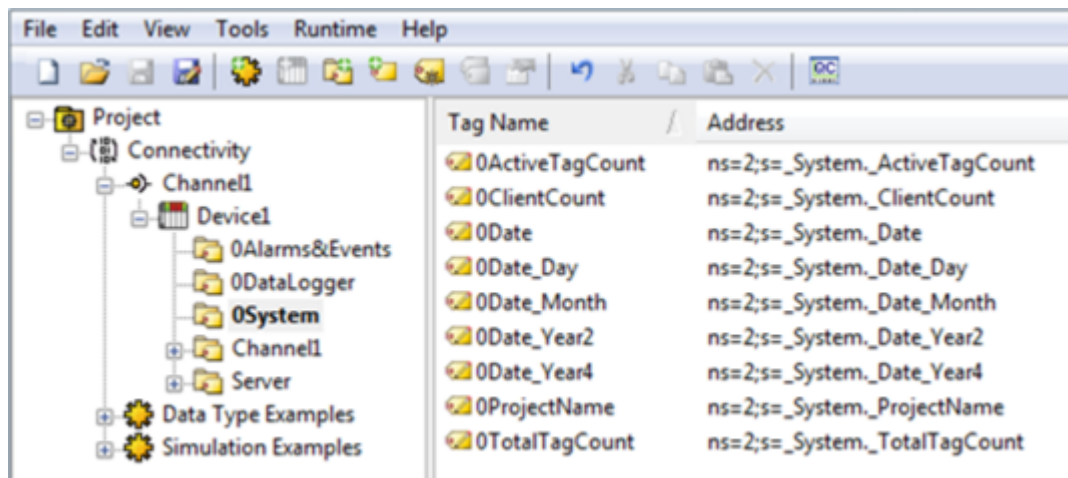 File Edit View Tools Runtime Help
Project
Connectivity
Channel1
Device1
0Alarms&Events
0DataLogger
0System
Channel1
Server
Data Type Examples
Simulation Examples
Tag Name / Address
0ActiveTagCount ns=2;s=_System._ActiveTagCount
0ClientCount ns=2;s=_System._ClientCount
0Date ns=2;s=_System._Date
0Date_Day ns=2;s=_System._Date_Day
0Date_Month ns=2;s=_System._Date_Month
0Date_Year2 ns=2;s=_System._Date_Year2
0Date_Year4 ns=2;s=_System._Date_Year4
0ProjectName ns=2;s=_System._ProjectName
0TotalTagCount ns=2;s=_System._TotalTagCount